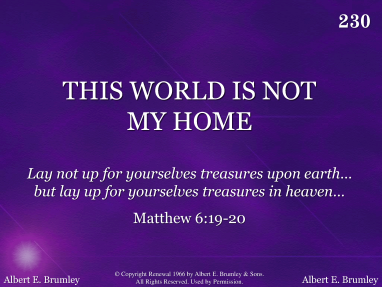 230
THIS WORLD IS NOT
MY HOME
Lay not up for yourselves treasures upon earth...
but lay up for yourselves treasures in heaven...
Matthew 6:19-20
Albert E. Brumley
© Copyright Renewal 1966 by Albert E. Brumley & Sons.
All Rights Reserved. Used by Permission.
Albert E. Brumley